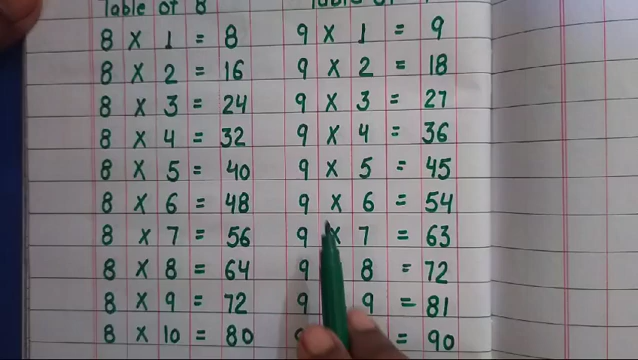 Table of 8 Table of
8 X 1 = 8 9 X 1 = 9
8 X 2 = 16 9 X 2 = 18
8 X 3 = 24 9 X 3 = 27
8 X 4 = 32 9 X 4 = 36
8 X 5 = 40 9 X 5 = 45
8 X 6 = 48 9 X 6 = 54
8 X 7 = 56 9 X 7 = 63
8 X 8 = 64 9 8 = 72
8 X 9 = 72 9 9 = 81
8 X 10 = 80 = 90